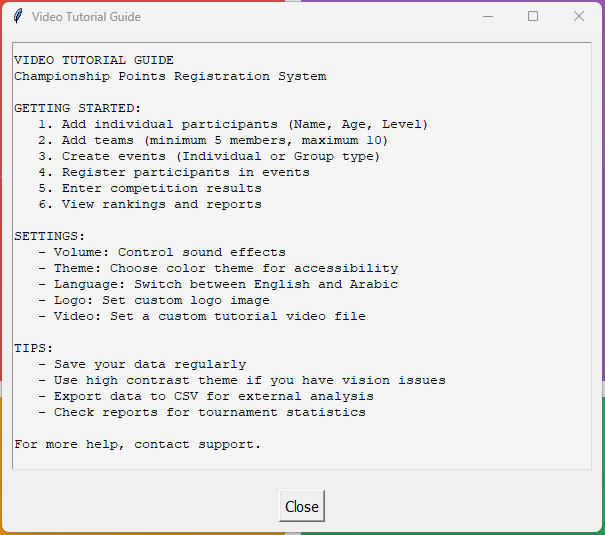 Video Tutorial Guide
VIDEO TUTORIAL GUIDE
Championship Points Registration System
GETTING STARTED:
1. Add individual participants (Name, Age, Level)
2. Add teams (minimum 5 members, maximum 10)
3. Create events (Individual or Group type)
4. Register participants in events
5. Enter competition results
6. View rankings and reports
SETTINGS:
- Volume: Control sound effects
- Theme: Choose color theme for accessibility
- Language: Switch between English and Arabic
- Logo: Set custom logo image
- Video: Set a custom tutorial video file
TIPS:
- Save your data regularly
- Use high contrast theme if you have vision issues
- Export data to CSV for external analysis
- Check reports for tournament statistics
For more help, contact support.
Close